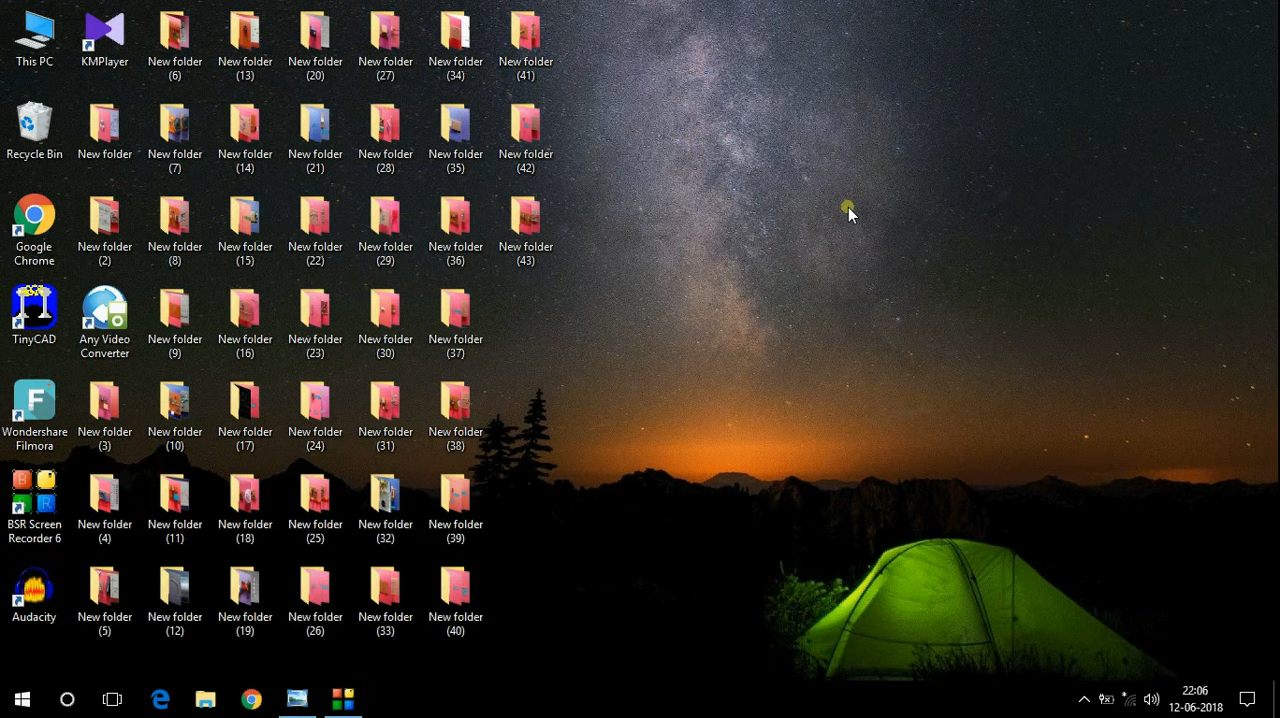 This PC
KMPlayer
New folder
(6)
New folder
(13)
New folder
(20)
New folder
(27)
New folder
(34)
New folder
(41)
Recycle Bin
New folder
New folder
(7)
New folder
(14)
New folder
(21)
New folder
(28)
New folder
(35)
New folder
(42)
Google
Chrome
New folder
(2)
New folder
(8)
New folder
(15)
New folder
(22)
New folder
(29)
New folder
(36)
New folder
(43)
TinyCAD
Any Video
Converter
New folder
(9)
New folder
(16)
New folder
(23)
New folder
(30)
New folder
(37)
Wondershare
Filmora
New folder
(3)
New folder
(10)
New folder
(17)
New folder
(24)
New folder
(31)
New folder
(38)
BSR Screen
Recorder 6
New folder
(4)
New folder
(11)
New folder
(18)
New folder
(25)
New folder
(32)
New folder
(39)
Audacity
New folder
(5)
New folder
(12)
New folder
(19)
New folder
(26)
New folder
(33)
New folder
(40)
22:06
12-06-2018